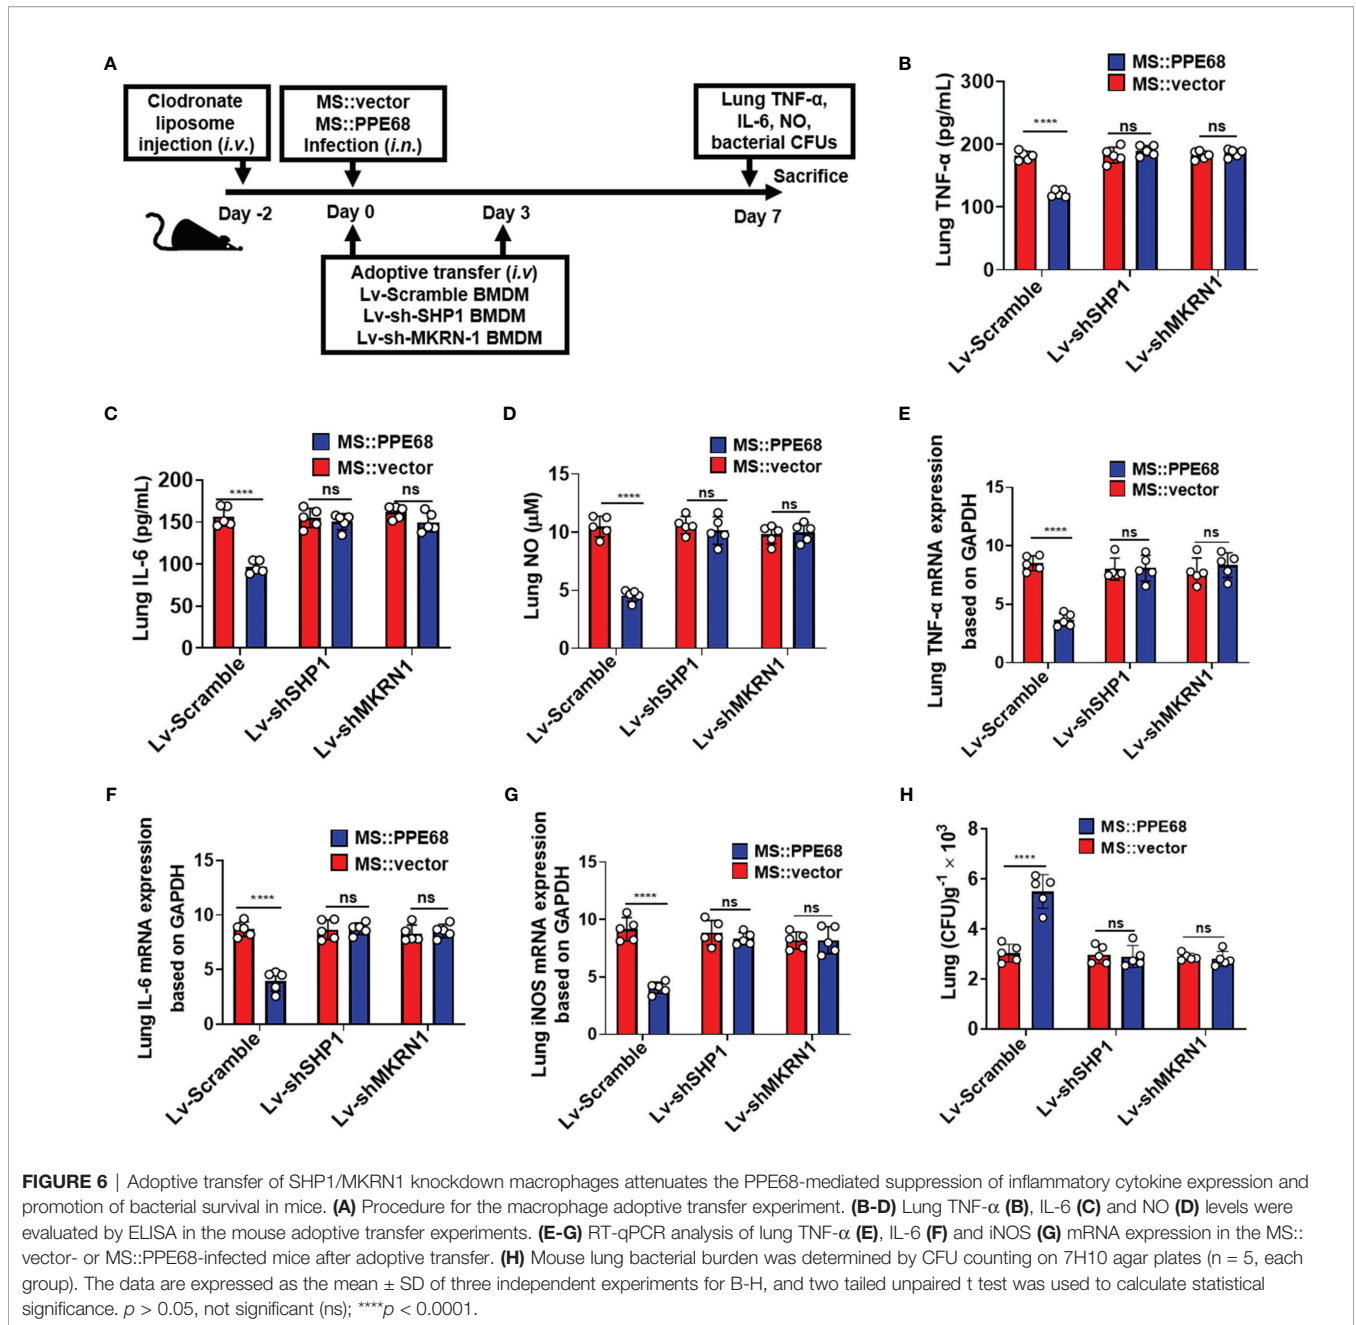 A
Clodronate
liposome
injection (i.v.)
MS::vector
MS::PPE68
Infection (i.n.)
Lung TNF-α,
IL-6, NO,
bacterial CFUs
Sacrifice
Day -2
Day 0
Day 3
Day 7
Adoptive transfer (i.v)
Lv-Scramble BMDM
Lv-sh-SHP1 BMDM
Lv-sh-MKRN-1 BMDM
B
MS::PPE68
MS::vector
Lung TNF-α (pg/mL)
300
200
100
0
****
ns
ns
Lv-Scramble
Lv-shSHP1
Lv-shMKRN1
C
MS::PPE68
MS::vector
Lung IL-6 (pg/mL)
200
150
100
50
0
****
ns
ns
Lv-Scramble
Lv-shSHP1
Lv-shMKRN1
D
MS::PPE68
MS::vector
Lung NO (μM)
15
10
5
0
****
ns
ns
Lv-Scramble
Lv-shSHP1
Lv-shMKRN1
E
MS::PPE68
MS::vector
Lung TNF-α mRNA expression
based on GAPDH
15
10
5
0
****
ns
ns
Lv-Scramble
Lv-shSHP1
Lv-shMKRN1
F
MS::PPE68
MS::vector
Lung IL-6 mRNA expression
based on GAPDH
15
10
5
0
****
ns
ns
Lv-Scramble
Lv-shSHP1
Lv-shMKRN1
G
MS::PPE68
MS::vector
Lung iNOS mRNA expression
based on GAPDH
15
10
5
0
****
ns
ns
Lv-Scramble
Lv-shSHP1
Lv-shMKRN1
H
MS::PPE68
MS::vector
Lung (CFU)g⁻¹ × 10³
8
6
4
2
0
****
ns
ns
Lv-Scramble
Lv-shSHP1
Lv-shMKRN1
FIGURE 6 | Adoptive transfer of SHP1/MKRN1 knockdown macrophages attenuates the PPE68-mediated suppression of inflammatory cytokine expression and
promotion of bacterial survival in mice. (A) Procedure for the macrophage adoptive transfer experiment. (B-D) Lung TNF-α (B), IL-6 (C) and NO (D) levels were
evaluated by ELISA in the mouse adoptive transfer experiments. (E-G) RT-qPCR analysis of lung TNF-α (E), IL-6 (F) and iNOS (G) mRNA expression in the MS::
vector- or MS::PPE68-infected mice after adoptive transfer. (H) Mouse lung bacterial burden was determined by CFU counting on 7H10 agar plates (n = 5, each
group). The data are expressed as the mean ± SD of three independent experiments for B-H, and two tailed unpaired t test was used to calculate statistical
significance. p > 0.05, not significant (ns); ****p < 0.0001.